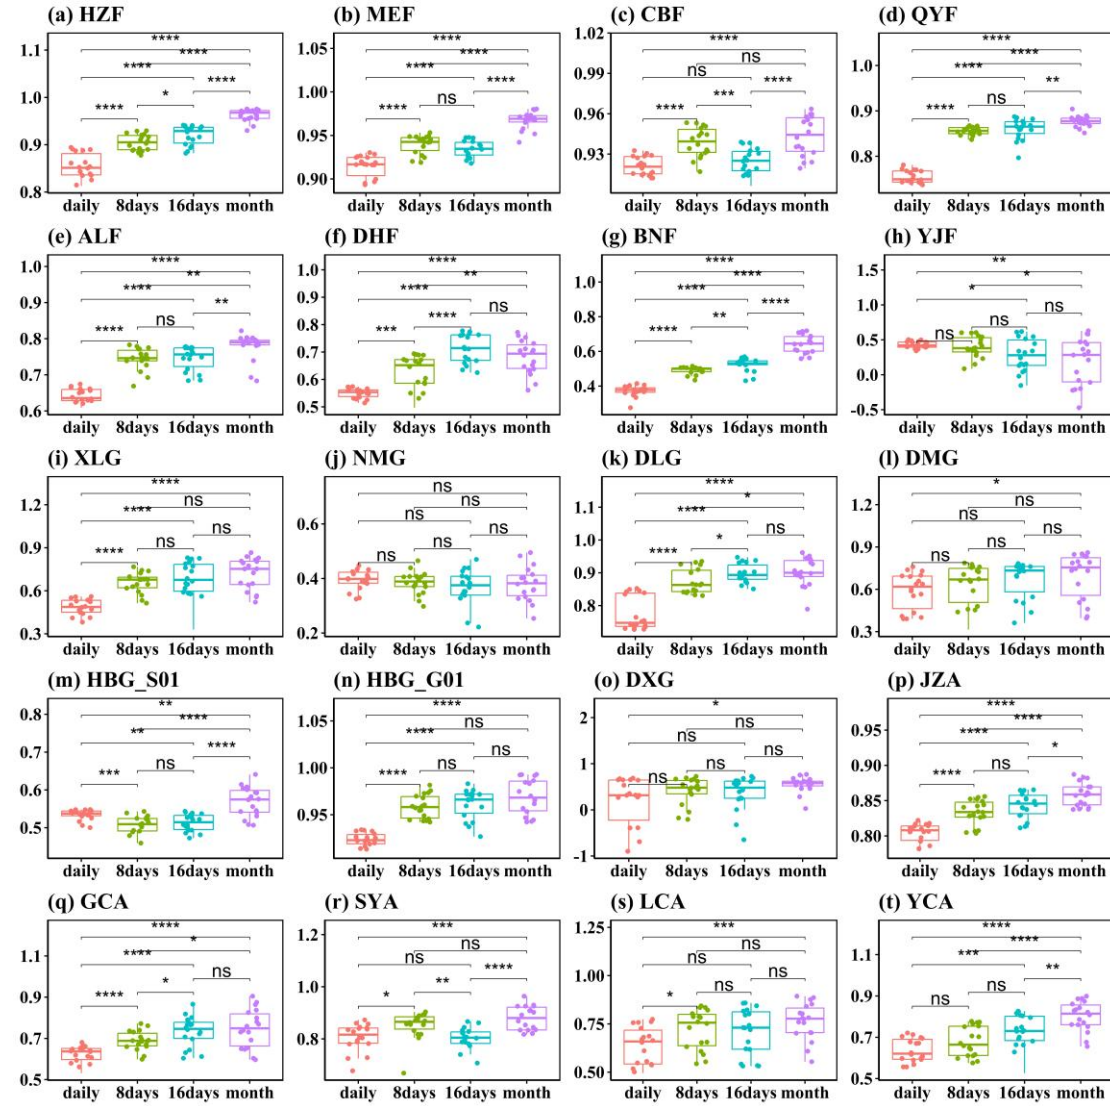 (a) HZF
****
****
****
****
****
*
1.1
1.0
0.9
0.8
daily 8days 16days month
(b) MEF
****
****
****
****
****
ns
1.05
1.00
0.95
0.90
daily 8days 16days month
(c) CBF
****
ns
ns
****
****
***
1.02
0.99
0.96
0.93
daily 8days 16days month
(d) QYF
****
****
****
**
****
ns
1.0
0.9
0.8
daily 8days 16days month
(e) ALF
****
**
****
**
****
ns
1.0
0.9
0.8
0.7
0.6
daily 8days 16days month
(f) DHF
****
**
****
ns
***
****
1.0
0.9
0.8
0.7
0.6
0.5
daily 8days 16days month
(g) BNF
****
****
****
****
****
**
1.0
0.8
0.6
0.4
daily 8days 16days month
(h) YJF
**
*
*
ns
ns
ns
1.5
1.0
0.5
0.0
-0.5
daily 8days 16days month
(i) XLG
****
ns
****
ns
****
ns
1.2
0.9
0.6
0.3
daily 8days 16days month
(j) NMG
ns
ns
ns
ns
ns
ns
0.6
0.4
0.2
daily 8days 16days month
(k) DLG
****
*
****
ns
****
*
1.1
1.0
0.9
0.8
daily 8days 16days month
(l) DMG
*
ns
ns
ns
ns
ns
1.2
0.9
0.6
0.3
daily 8days 16days month
(m) HBG_S01
**
****
**
****
***
ns
0.8
0.7
0.6
0.5
daily 8days 16days month
(n) HBG_G01
****
ns
****
ns
****
ns
1.05
1.00
0.95
daily 8days 16days month
(o) DXG
*
ns
ns
ns
ns
ns
2
1
0
-1
daily 8days 16days month
(p) JZA
****
****
****
*
****
ns
0.95
0.90
0.85
0.80
daily 8days 16days month
(q) GCA
****
*
****
ns
****
*
1.1
0.9
0.7
0.5
daily 8days 16days month
(r) SYA
***
ns
ns
****
*
**
1.2
1.0
0.8
daily 8days 16days month
(s) LCA
***
ns
ns
ns
*
ns
1.25
1.00
0.75
0.50
daily 8days 16days month
(t) YCA
****
****
***
**
ns
ns
1.1
0.9
0.7
0.5
daily 8days 16days month